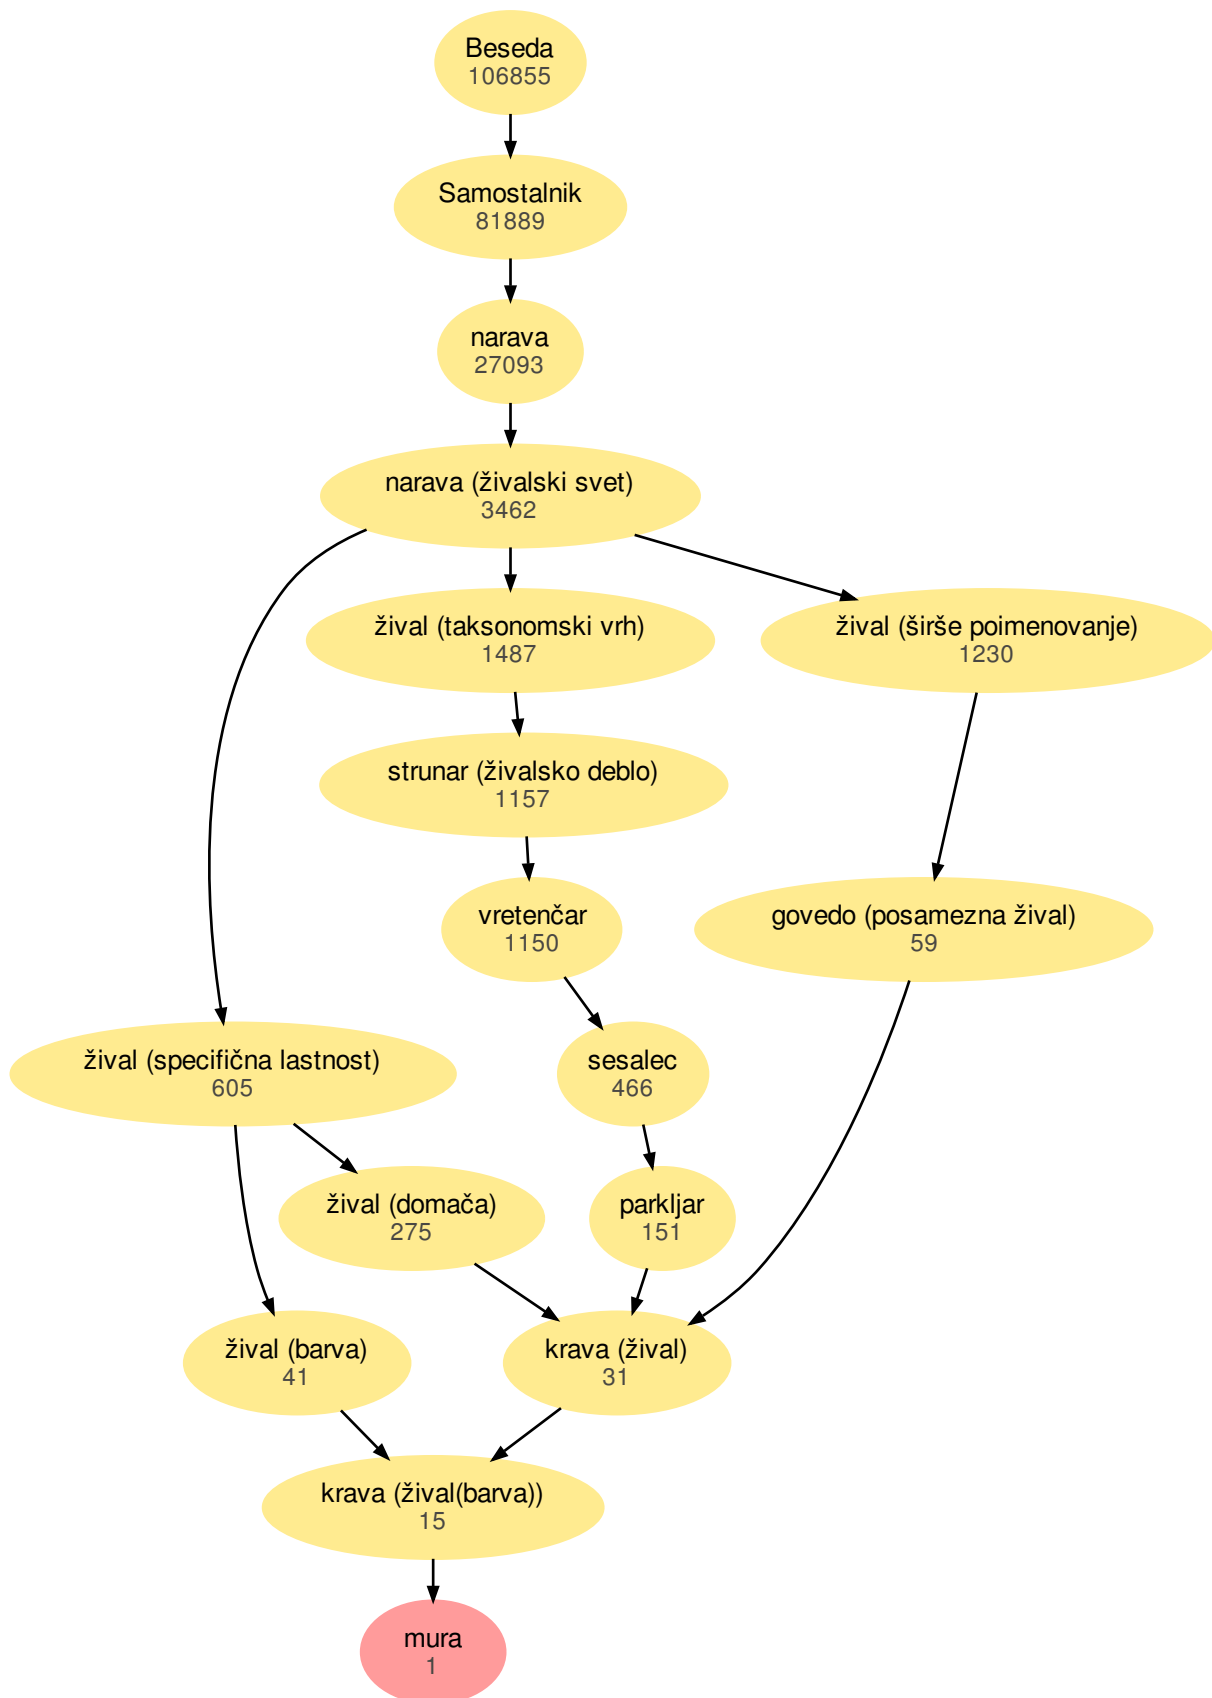 Beseda
106855
Samostalnik
81889
narava
27093
narava (živalski svet)
3462
žival (taksonomski vrh)
1487
žival (širše poimenovanje)
1230
strunar (živalsko deblo)
1157
vretenčar
1150
govedo (posamezna žival)
59
žival (specifična lastnost)
605
sesalec
466
žival (domača)
275
parkljar
151
žival (barva)
41
krava (žival)
31
krava (žival(barva))
15
mura
1